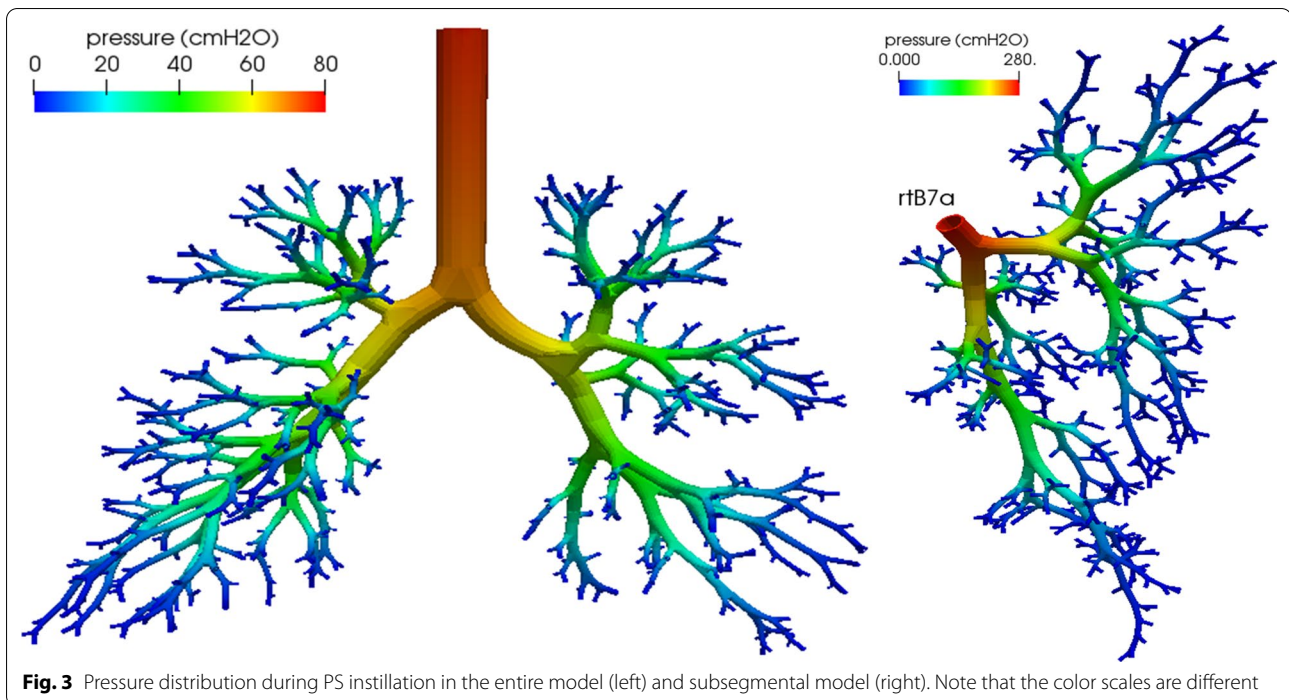 pressure (cmH2O)
0 20 40 60 80
pressure (cmH2O)
0.000 280.
rtB7a
Fig. 3 Pressure distribution during PS instillation in the entire model (left) and subsegmental model (right). Note that the color scales are different